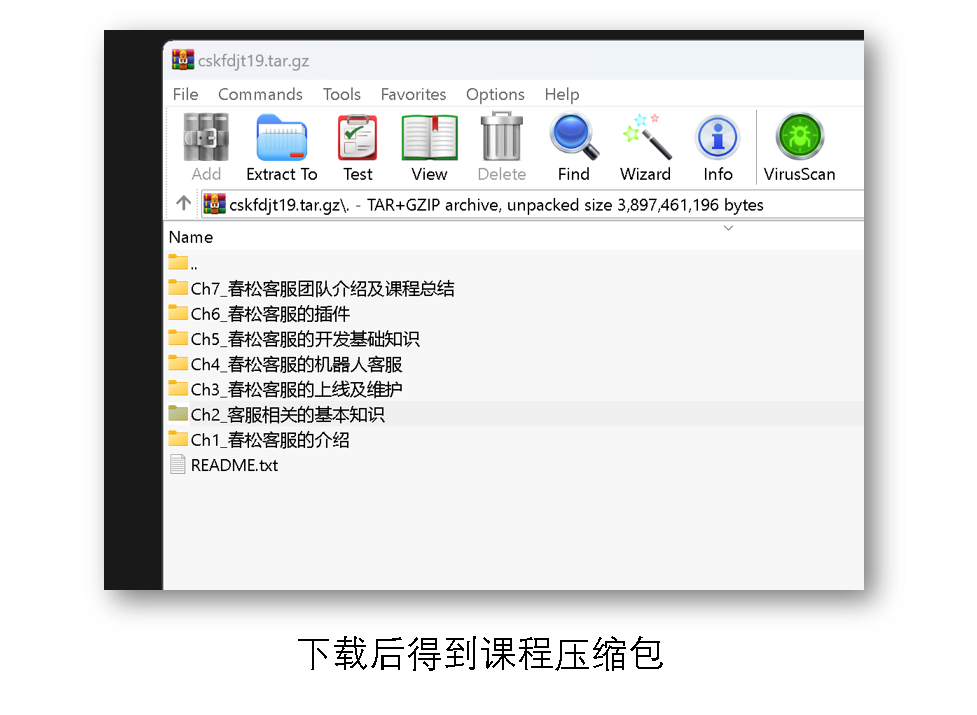 cskfdjt19.tar.gz
File Commands Tools Favorites Options Help
Add Extract To Test View Delete Find Wizard Info VirusScan
cskfdjt19.tar.gz\. - TAR+GZIP archive, unpacked size 3,897,461,196 bytes
Name
..
Ch7_春松客服团队介绍及课程总结
Ch6_春松客服的插件
Ch5_春松客服的开发基础知识
Ch4_春松客服的机器人客服
Ch3_春松客服的上线及维护
Ch2_客服相关的基本知识
Ch1_春松客服的介绍
README.txt
下载后得到课程压缩包